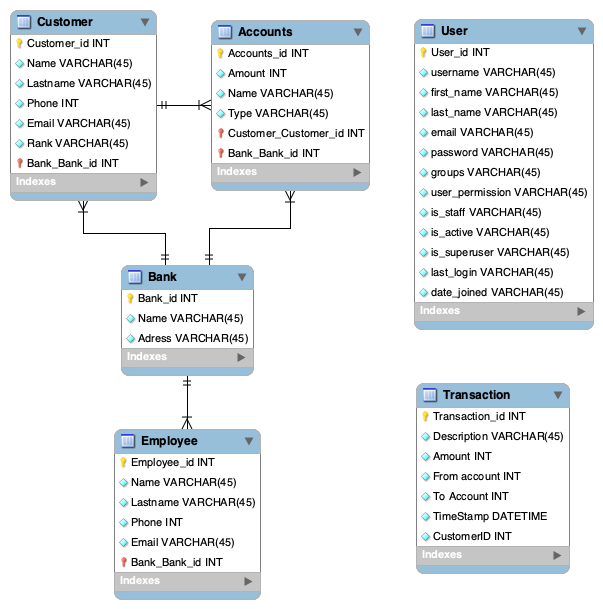 Customer
Customer_id INT
Name VARCHAR(45)
Lastname VARCHAR(45)
Phone INT
Email VARCHAR(45)
Rank VARCHAR(45)
Bank_Bank_id INT
Indexes
Accounts
Accounts_id INT
Amount INT
Name VARCHAR(45)
Type VARCHAR(45)
Customer_Customer_id INT
Bank_Bank_id INT
Indexes
User
User_id INT
username VARCHAR(45)
first_name VARCHAR(45)
last_name VARCHAR(45)
email VARCHAR(45)
password VARCHAR(45)
groups VARCHAR(45)
user_permission VARCHAR(45)
is_staff VARCHAR(45)
is_active VARCHAR(45)
is_superuser VARCHAR(45)
last_login VARCHAR(45)
date_joined VARCHAR(45)
Indexes
Bank
Bank_id INT
Name VARCHAR(45)
Adress VARCHAR(45)
Indexes
Employee
Employee_id INT
Name VARCHAR(45)
Lastname VARCHAR(45)
Phone INT
Email VARCHAR(45)
Bank_Bank_id INT
Indexes
Transaction
Transaction_id INT
Description VARCHAR(45)
Amount INT
From account INT
To Account INT
TimeStamp DATETIME
CustomerID INT
Indexes